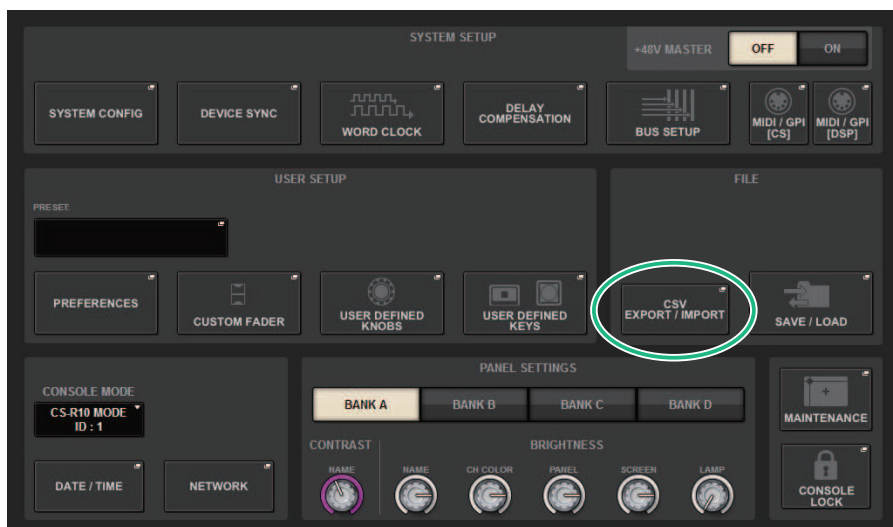 SYSTEM SETUP
+48V MASTER
OFF
ON
SYSTEM CONFIG
DEVICE SYNC
WORD CLOCK
DELAY
COMPENSATION
BUS SETUP
MIDI / GPI
[CS]
MIDI / GPI
[DSP]
USER SETUP
PRESET
PREFERENCES
CUSTOM FADER
USER DEFINED
KNOBS
USER DEFINED
KEYS
FILE
CSV
EXPORT / IMPORT
SAVE / LOAD
CONSOLE MODE
CS-R10 MODE
ID : 1
DATE / TIME
NETWORK
PANEL SETTINGS
BANK A
BANK B
BANK C
BANK D
CONTRAST
BRIGHTNESS
NAME
NAME
CH COLOR
PANEL
SCREEN
LAMP
MAINTENANCE
CONSOLE
LOCK